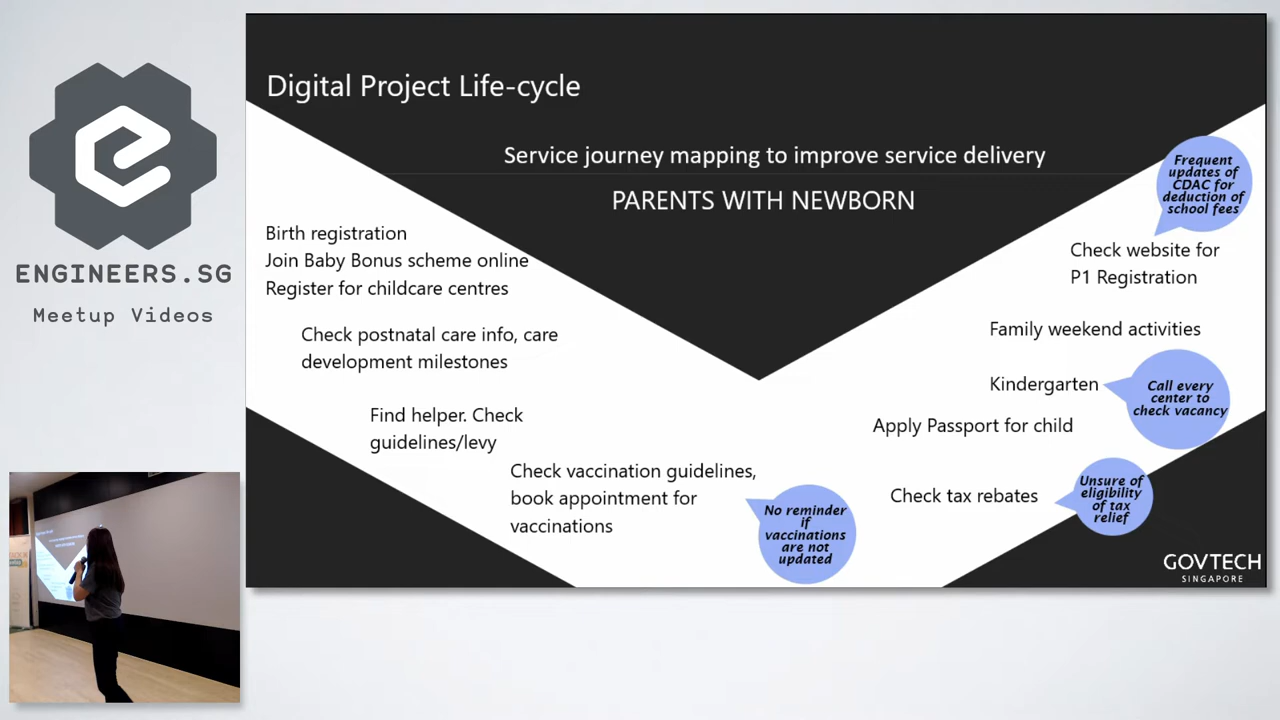 ENGINEERS.SG
Meetup Videos
Digital Project Life-cycle
Service journey mapping to improve service delivery
PARENTS WITH NEWBORN
Birth registration
Join Baby Bonus scheme online
Register for childcare centres
Check postnatal care info, care
development milestones
Find helper. Check
guidelines/levy
Check vaccination guidelines,
book appointment for
vaccinations
No reminder
if
vaccinations
are not
updated
Check tax rebates
Unsure of
eligibility
of tax
relief
Apply Passport for child
Kindergarten
Call every
center to
check vacancy
Family weekend activities
Check website for
P1 Registration
Frequent
updates of
CDAC for
deduction of
school fees
GOVTECH
SINGAPORE